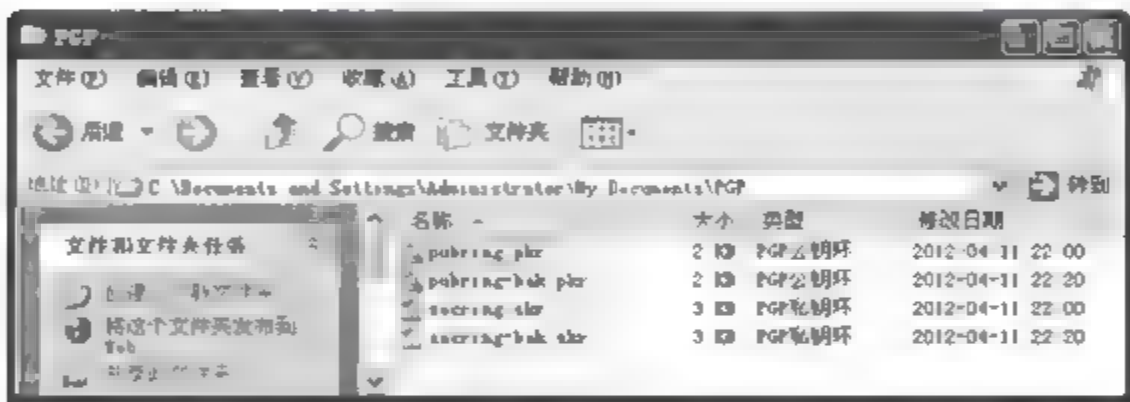 PGP
文件(F) 编辑(E) 查看(V) 收藏(A) 工具(T) 帮助(H)
后退 搜索 文件夹
地址(D) C:\Documents and Settings\Administrator\My Documents\PGP 转到
名称 大小 类型 修改日期
文件和文件夹任务
pubring.pkr 2 KB PGP公钥环 2012-04-11 22:00
pubring-bak.pkr 2 KB PGP公钥环 2012-04-11 22:20
secring.skr 3 KB PGP私钥环 2012-04-11 22:00
将这个文件夹发布到
Web
secring-bak.skr 3 KB PGP私钥环 2012-04-11 22:20